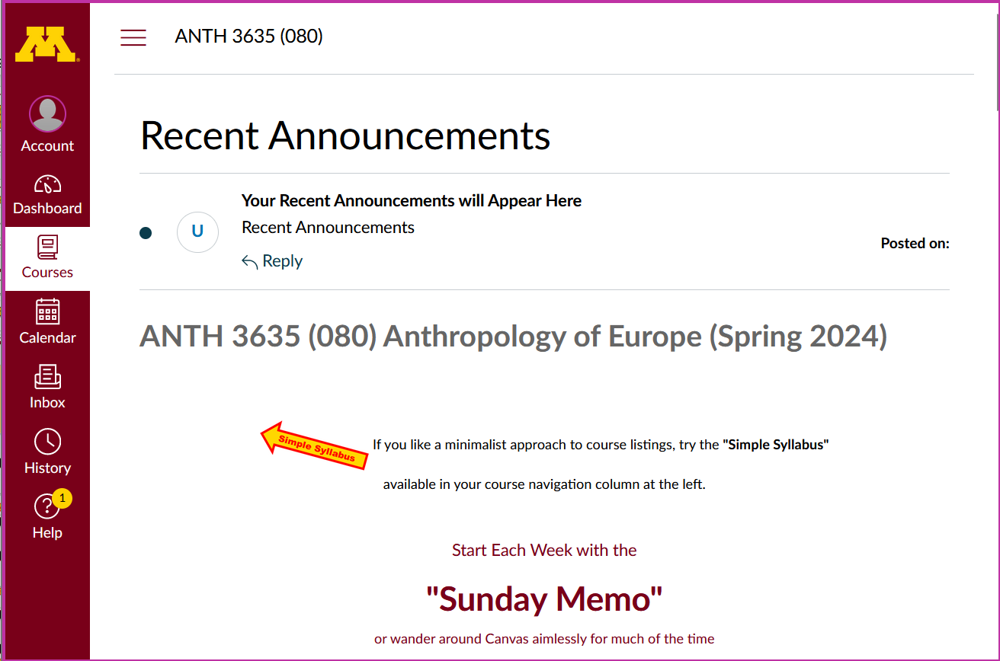 M
ANTH 3635 (080)
Account
Dashboard
Courses
Calendar
Inbox
History
1
Help
Recent Announcements
U
Your Recent Announcements will Appear Here
Recent Announcements
Reply
Posted on:
ANTH 3635 (080) Anthropology of Europe (Spring 2024)
Simple Syllabus
If you like a minimalist approach to course listings, try the "Simple Syllabus"
available in your course navigation column at the left.
Start Each Week with the
"Sunday Memo"
or wander around Canvas aimlessly for much of the time